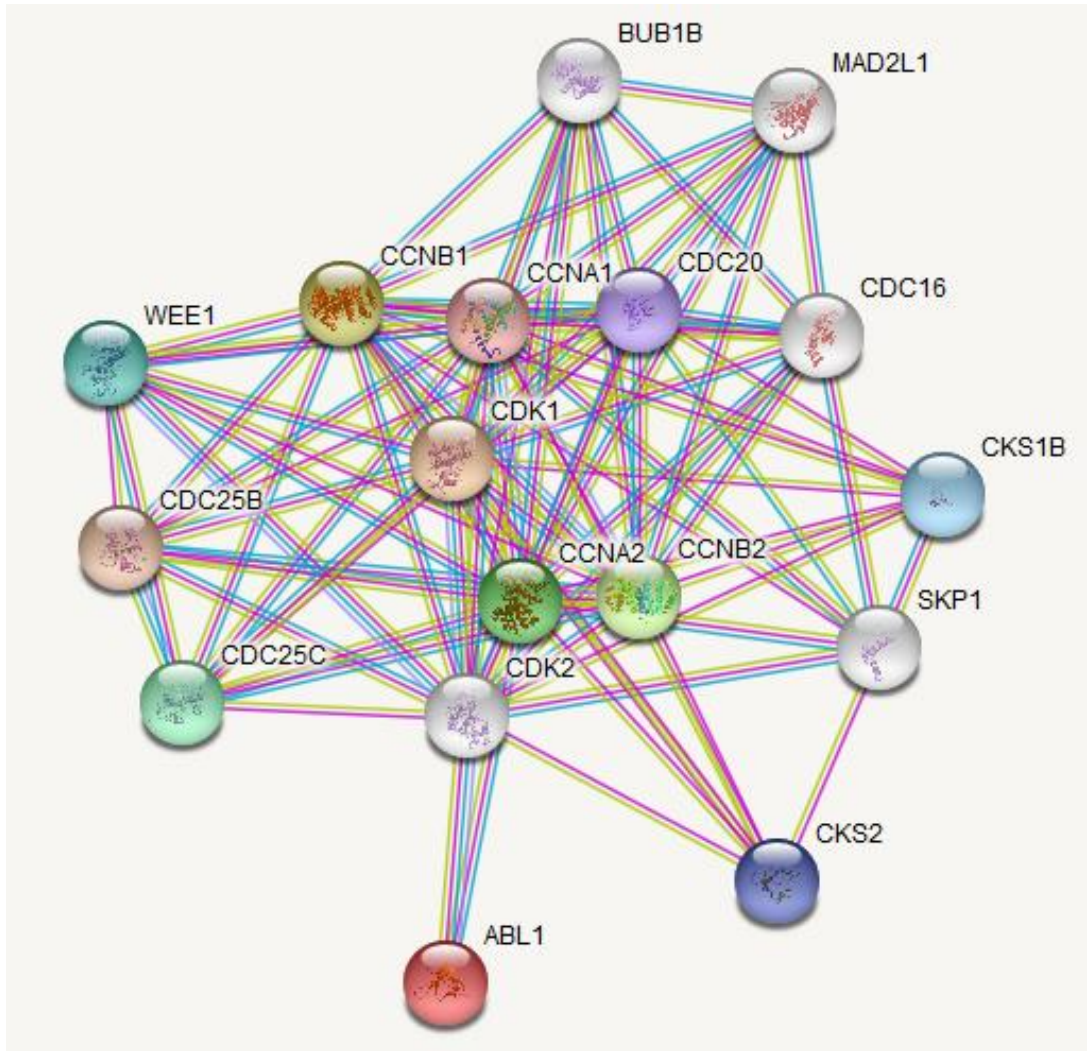 BUB1B
MAD2L1
CCNB1
CCNA1
CDC20
CDC16
WEE1
CDK1
CKS1B
CDC25B
CCNA2
CCNB2
SKP1
CDC25C
CDK2
CKS2
ABL1